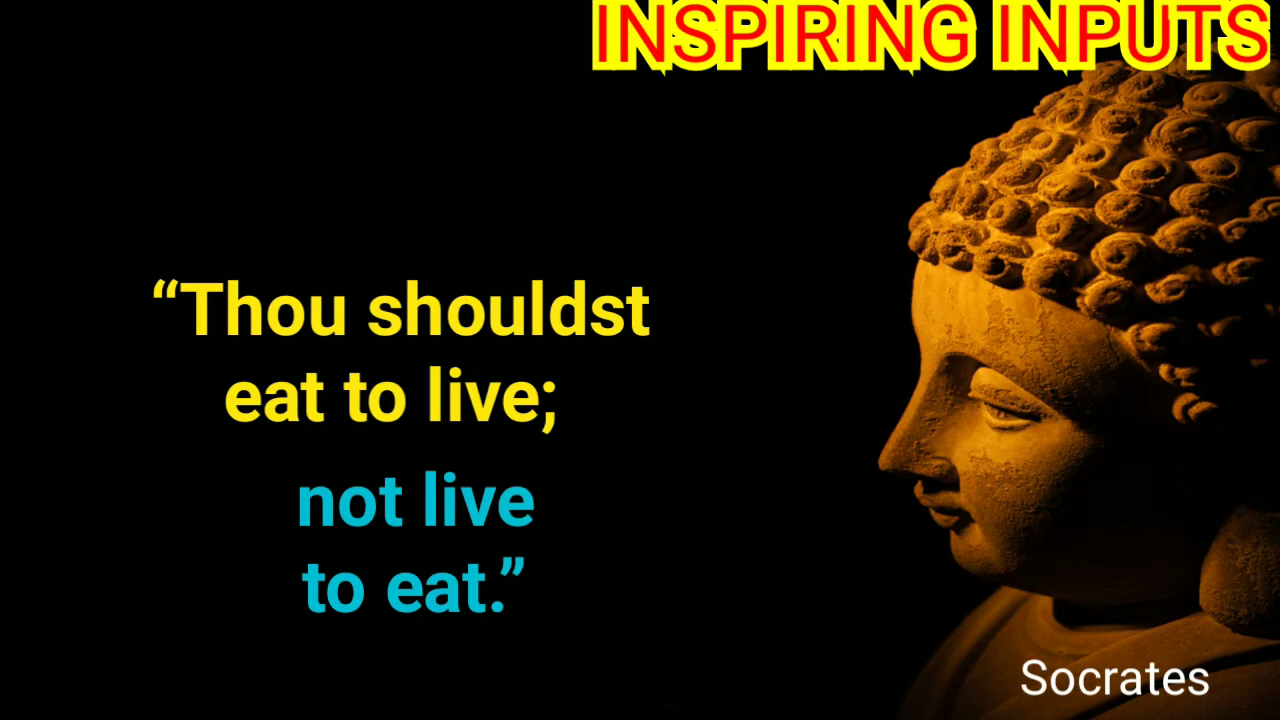 INSPIRING INPUTS
“Thou shouldst
eat to live;
not live
to eat.”
Socrates